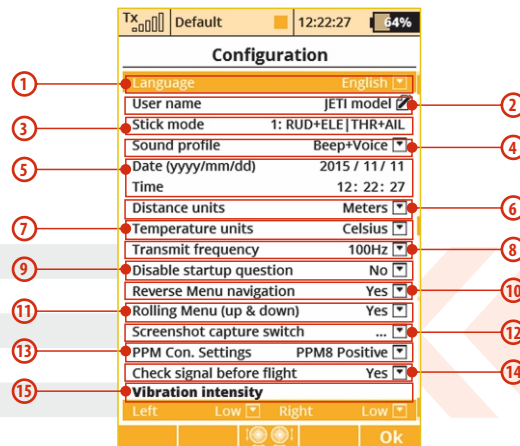 Tx Default 12:22:27 64%
Configuration
1 Language English
User name JETI model 2
3 Stick mode 1: RUD+ELE|THR+AIL
Sound profile Beep+Voice 4
5 Date (yyyy/mm/dd) 2015 / 11/ 11
Time 12: 22: 27
Distance units Meters 6
7 Temperature units Celsius
Transmit frequency 100Hz 8
9 Disable startup question No
Reverse Menu navigation Yes 10
11 Rolling Menu (up & down) Yes
Screenshot capture switch ... 12
13 PPM Con. Settings PPM8 Positive
Check signal before flight Yes 14
15 Vibration intensity
Left Low Right Low
Ok